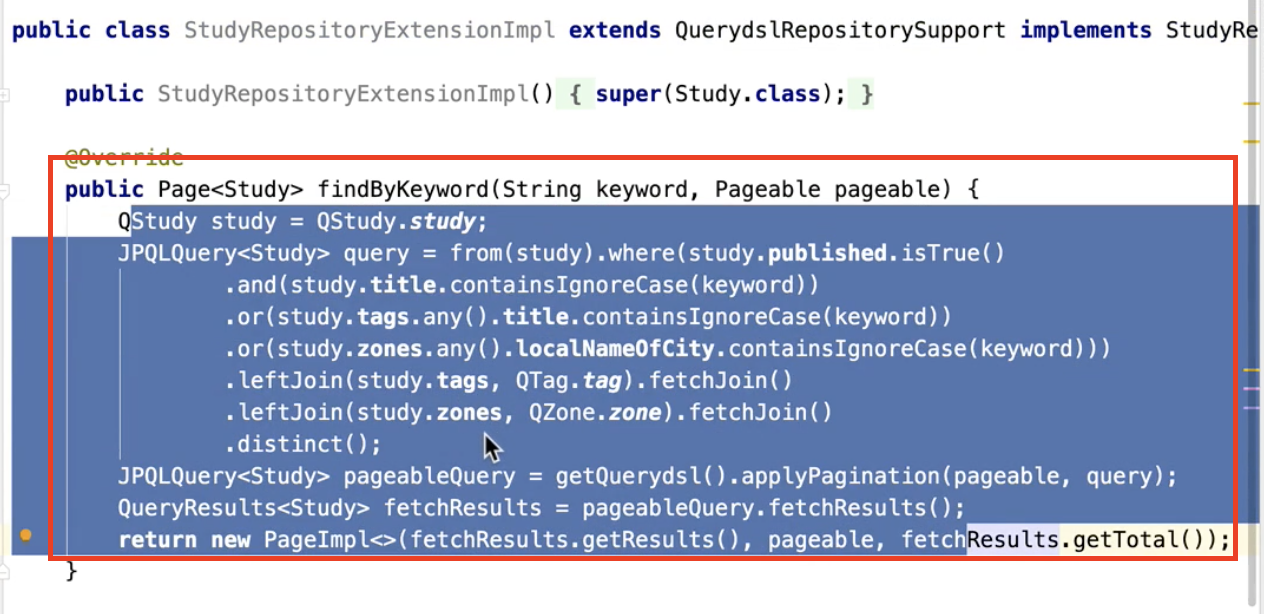 public class StudyRepositoryExtensionImpl extends QuerydslRepositorySupport implements StudyRe
public StudyRepositoryExtensionImpl() { super(Study.class); }
@Override
public Page<Study> findByKeyword(String keyword, Pageable pageable) {
QStudy study = QStudy.study;
JPQLQuery<Study> query = from(study).where(study.published.isTrue()
.and(study.title.containsIgnoreCase(keyword))
.or(study.tags.any().title.containsIgnoreCase(keyword))
.or(study.zones.any().localNameOfCity.containsIgnoreCase(keyword)))
.leftJoin(study.tags, QTag.tag).fetchJoin()
.leftJoin(study.zones, QZone.zone).fetchJoin()
.distinct();
JPQLQuery<Study> pageableQuery = getQuerydsl().applyPagination(pageable, query);
QueryResults<Study> fetchResults = pageableQuery.fetchResults();
return new PageImpl<>(fetchResults.getResults(), pageable, fetchResults.getTotal());
}